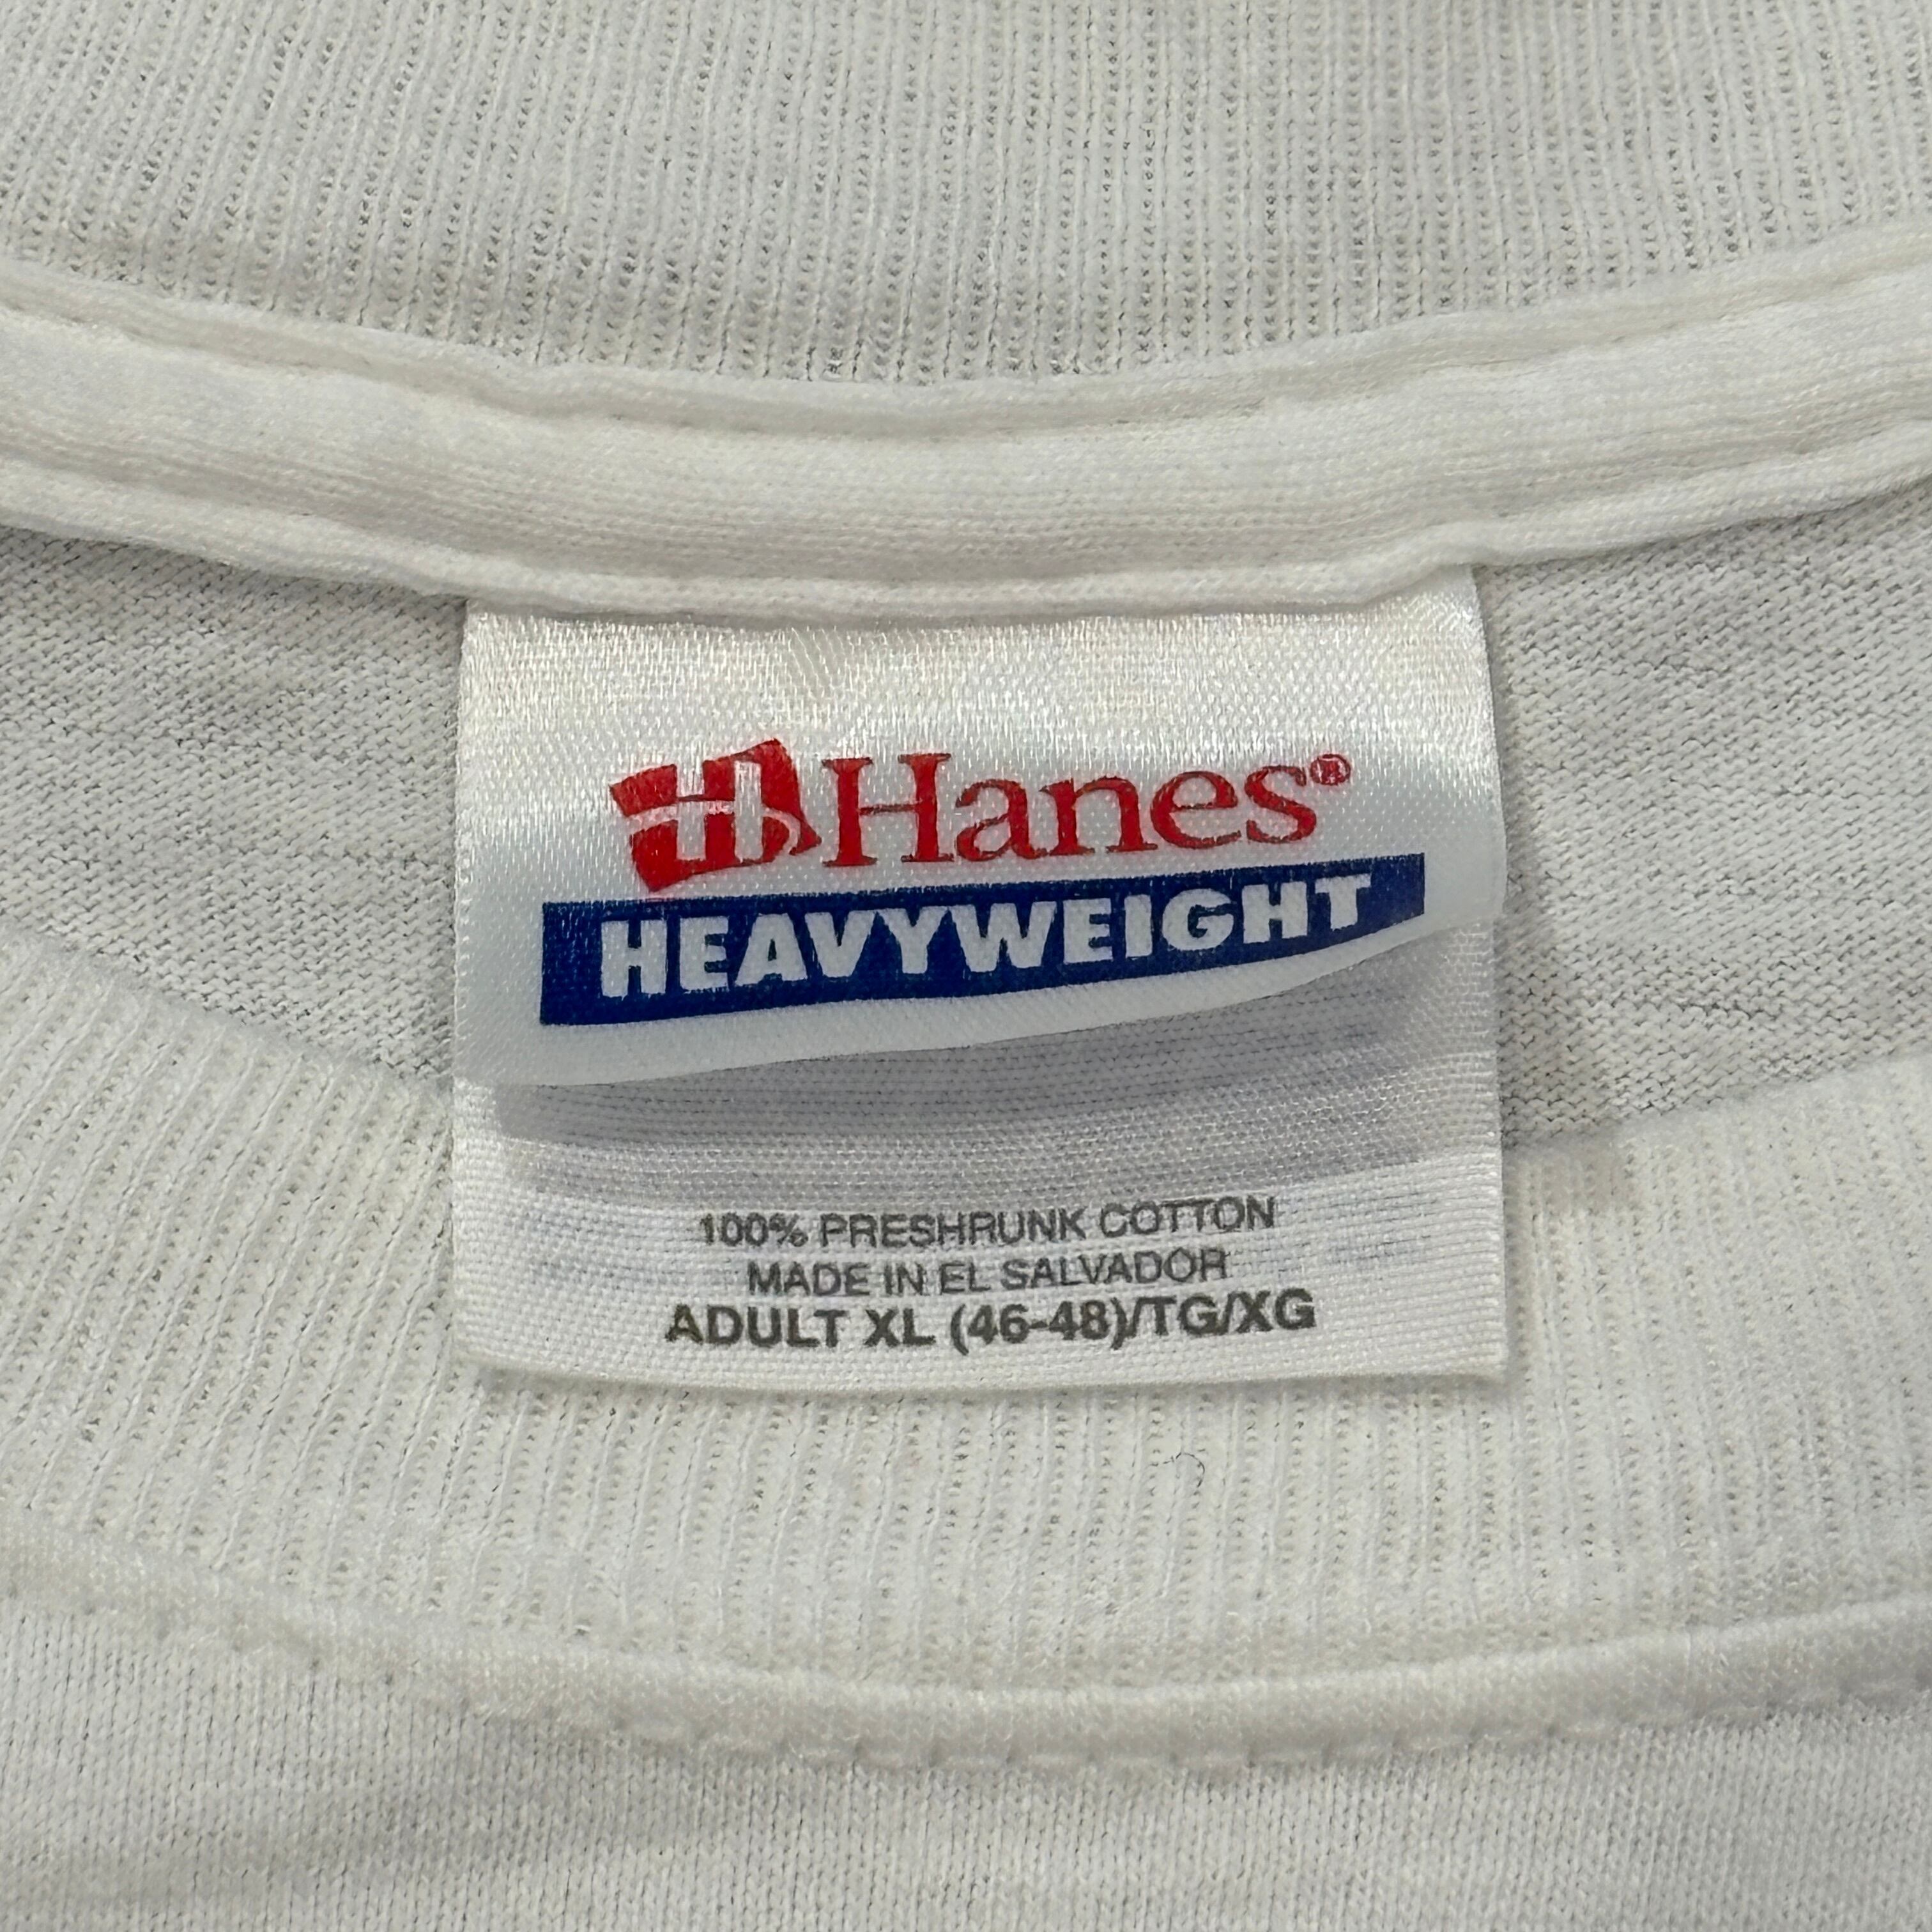 Hanes®
HEAVYWEIGHT
100% PRESHRUNK COTTON
MADE IN EL SALVADOR
ADULT XL (46-48)/TG/XG